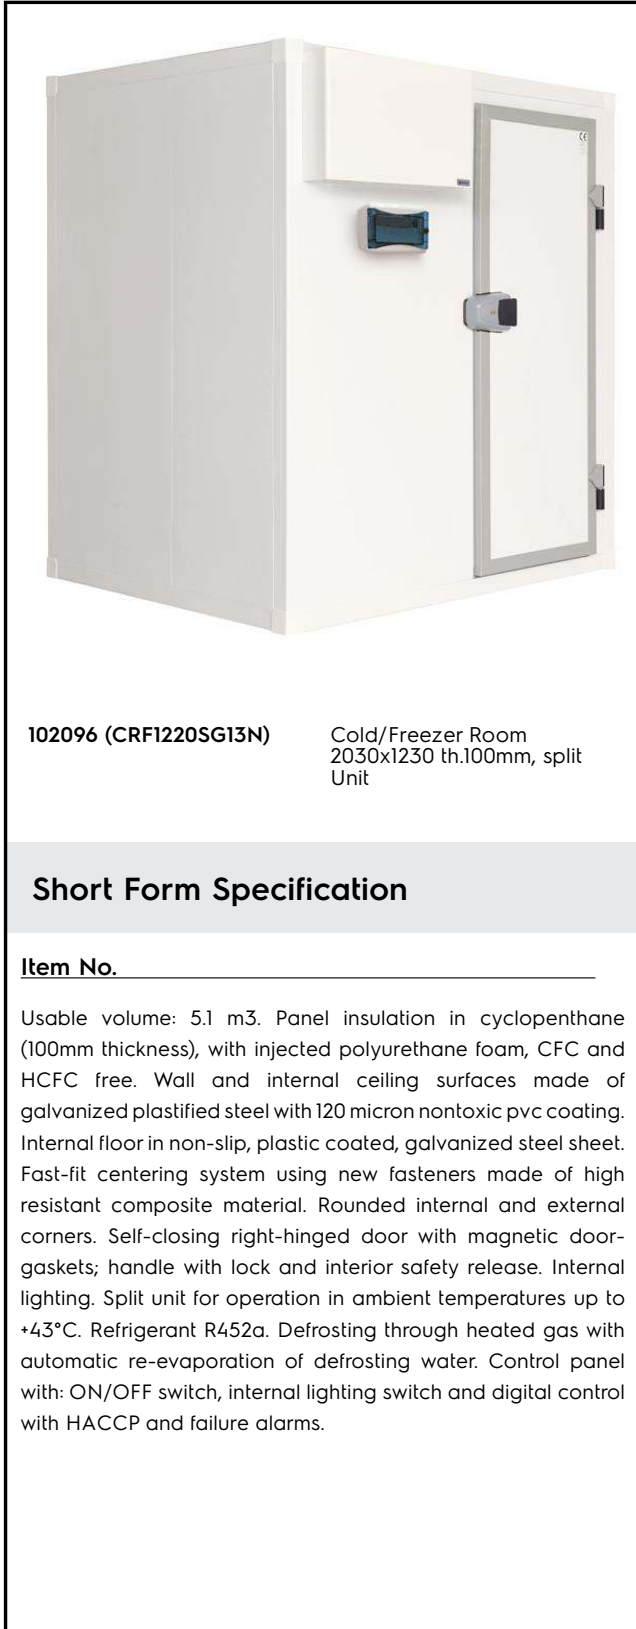 CE
102096 (CRF1220SG13N)
Cold/Freezer Room
2030x1230 th.100mm, split
Unit
Short Form Specification
Item No.
Usable volume: 5.1 m3. Panel insulation in cyclopenthane
(100mm thickness), with injected polyurethane foam, CFC and
HCFC free. Wall and internal ceiling surfaces made of
galvanized plastified steel with 120 micron nontoxic pvc coating.
Internal floor in non-slip, plastic coated, galvanized steel sheet.
Fast-fit centering system using new fasteners made of high
resistant composite material. Rounded internal and external
corners. Self-closing right-hinged door with magnetic door-
gaskets; handle with lock and interior safety release. Internal
lighting. Split unit for operation in ambient temperatures up to
+43°C. Refrigerant R452a. Defrosting through heated gas with
automatic re-evaporation of defrosting water. Control panel
with: ON/OFF switch, internal lighting switch and digital control
with HACCP and failure alarms.